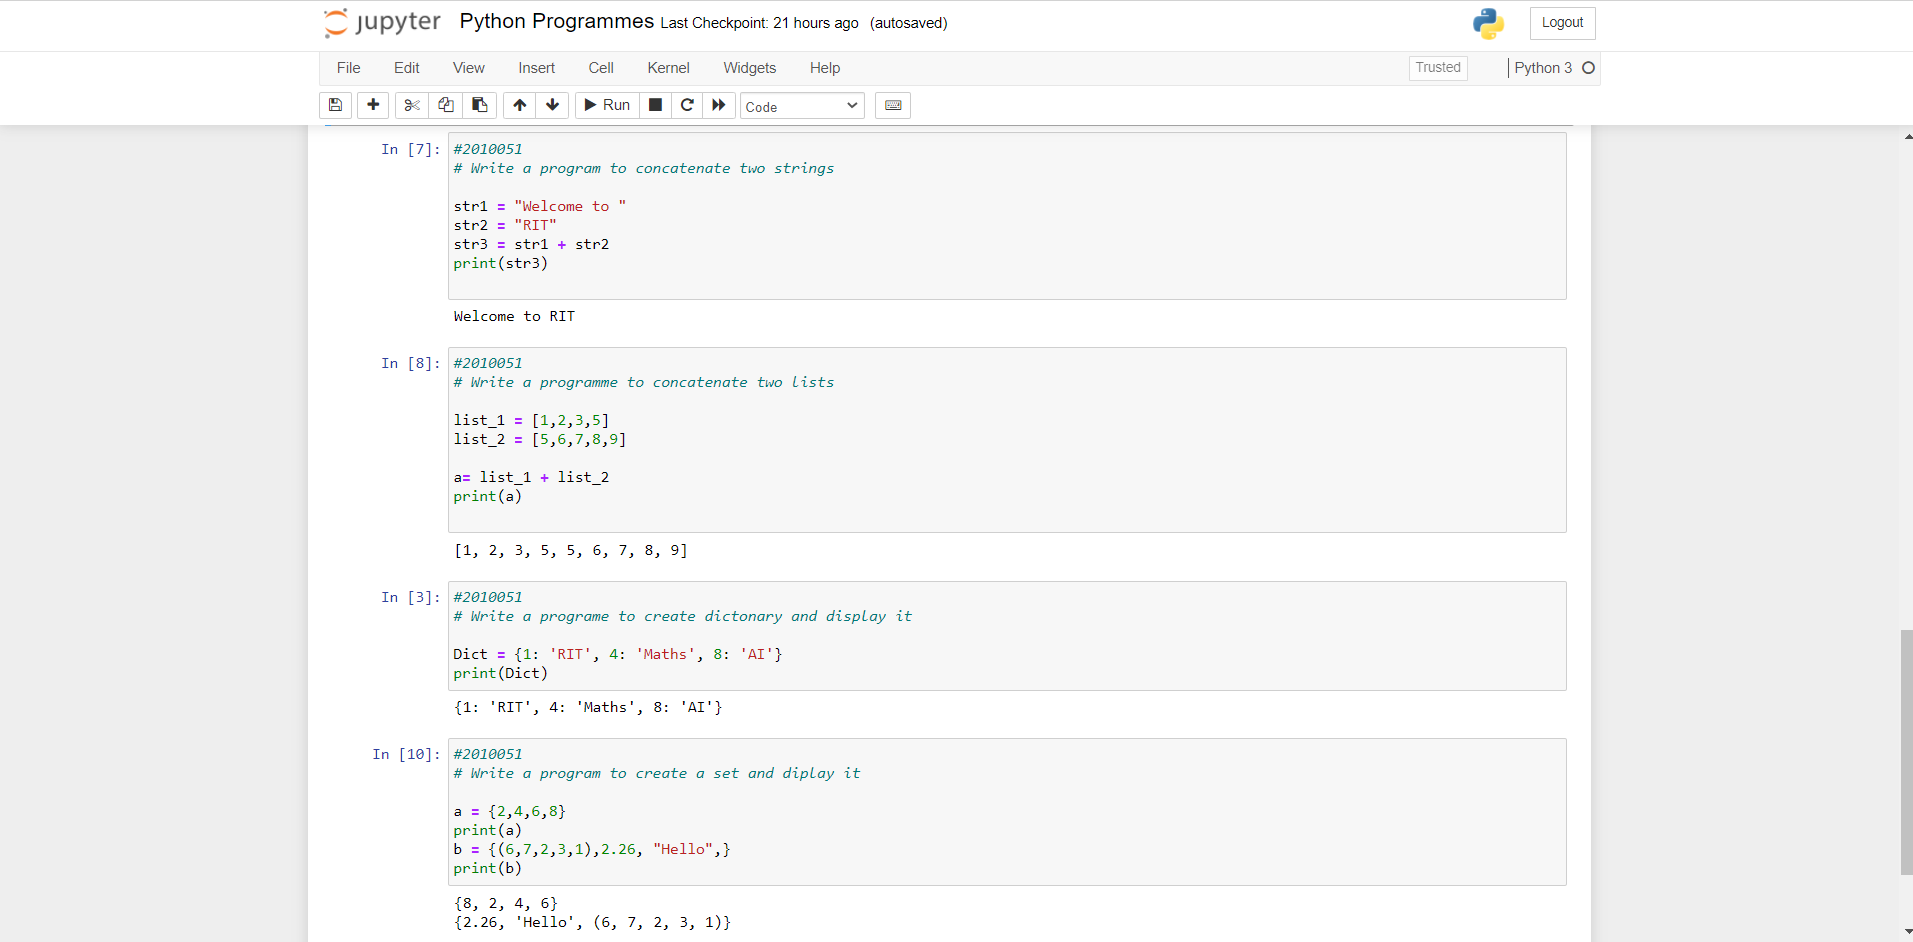 jupyter Python Programmes Last Checkpoint: 21 hours ago (autosaved) Logout
File Edit View Insert Cell Kernel Widgets Help Trusted Python 3
Run Code
In [7]: #2010051
# Write a program to concatenate two strings
str1 = "Welcome to "
str2 = "RIT"
str3 = str1 + str2
print(str3)
Welcome to RIT
In [8]: #2010051
# Write a programme to concatenate two lists
list_1 = [1,2,3,5]
list_2 = [5,6,7,8,9]
a= list_1 + list_2
print(a)
[1, 2, 3, 5, 5, 6, 7, 8, 9]
In [3]: #2010051
# Write a programe to create dictonary and display it
Dict = {1: 'RIT', 4: 'Maths', 8: 'AI'}
print(Dict)
{1: 'RIT', 4: 'Maths', 8: 'AI'}
In [10]: #2010051
# Write a program to create a set and diplay it
a = {2,4,6,8}
print(a)
b = {(6,7,2,3,1),2.26, "Hello",}
print(b)
{8, 2, 4, 6}
{2.26, 'Hello', (6, 7, 2, 3, 1)}